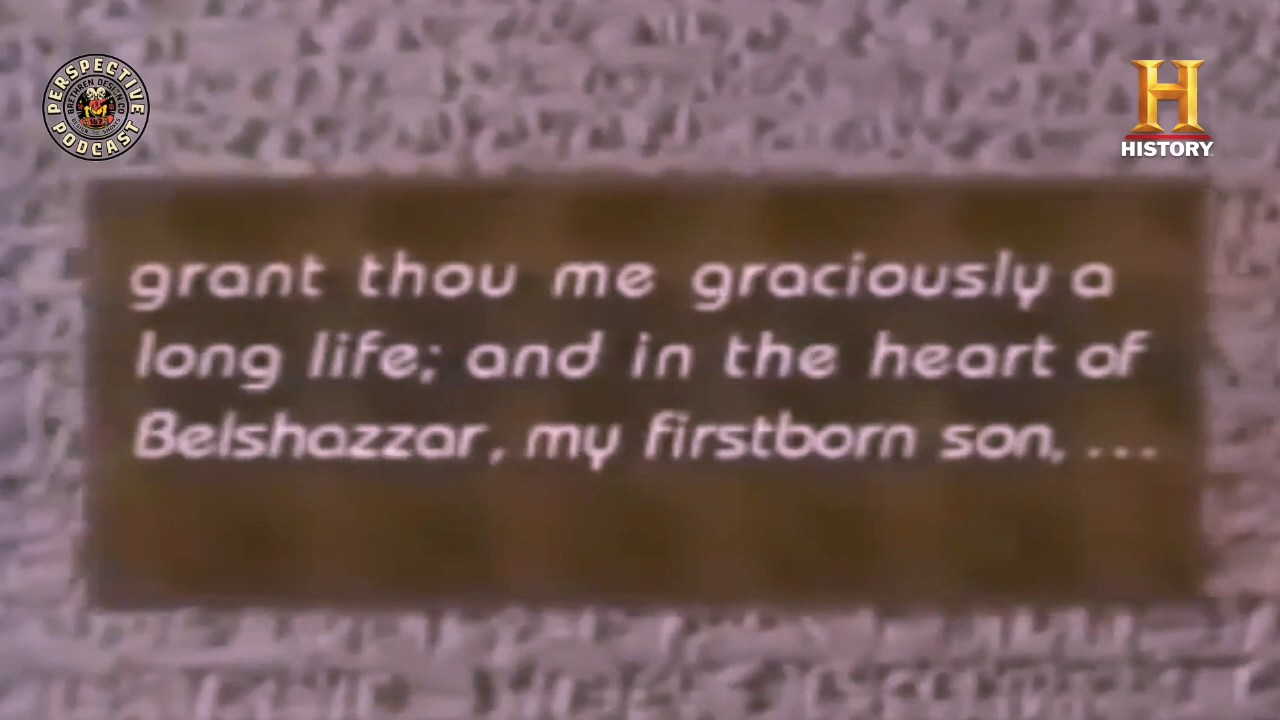 PERSPECTIVE
PODCAST
HISTORY
grant thou me graciously a
long life; and in the heart of
Belshazzar, my firstborn son, ...